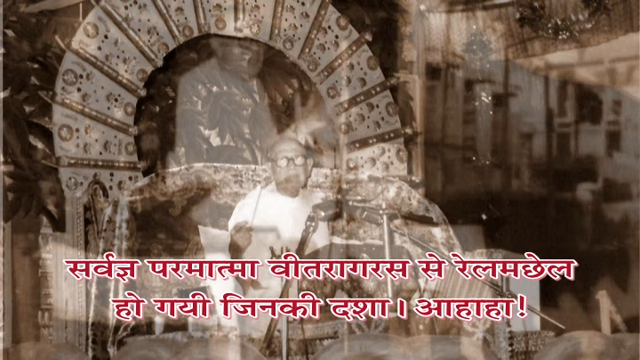 सर्वज्ञ परमात्मा वीतरागरस से रेलमछेल
हो गयी जिनकी दशा। आहाहा!